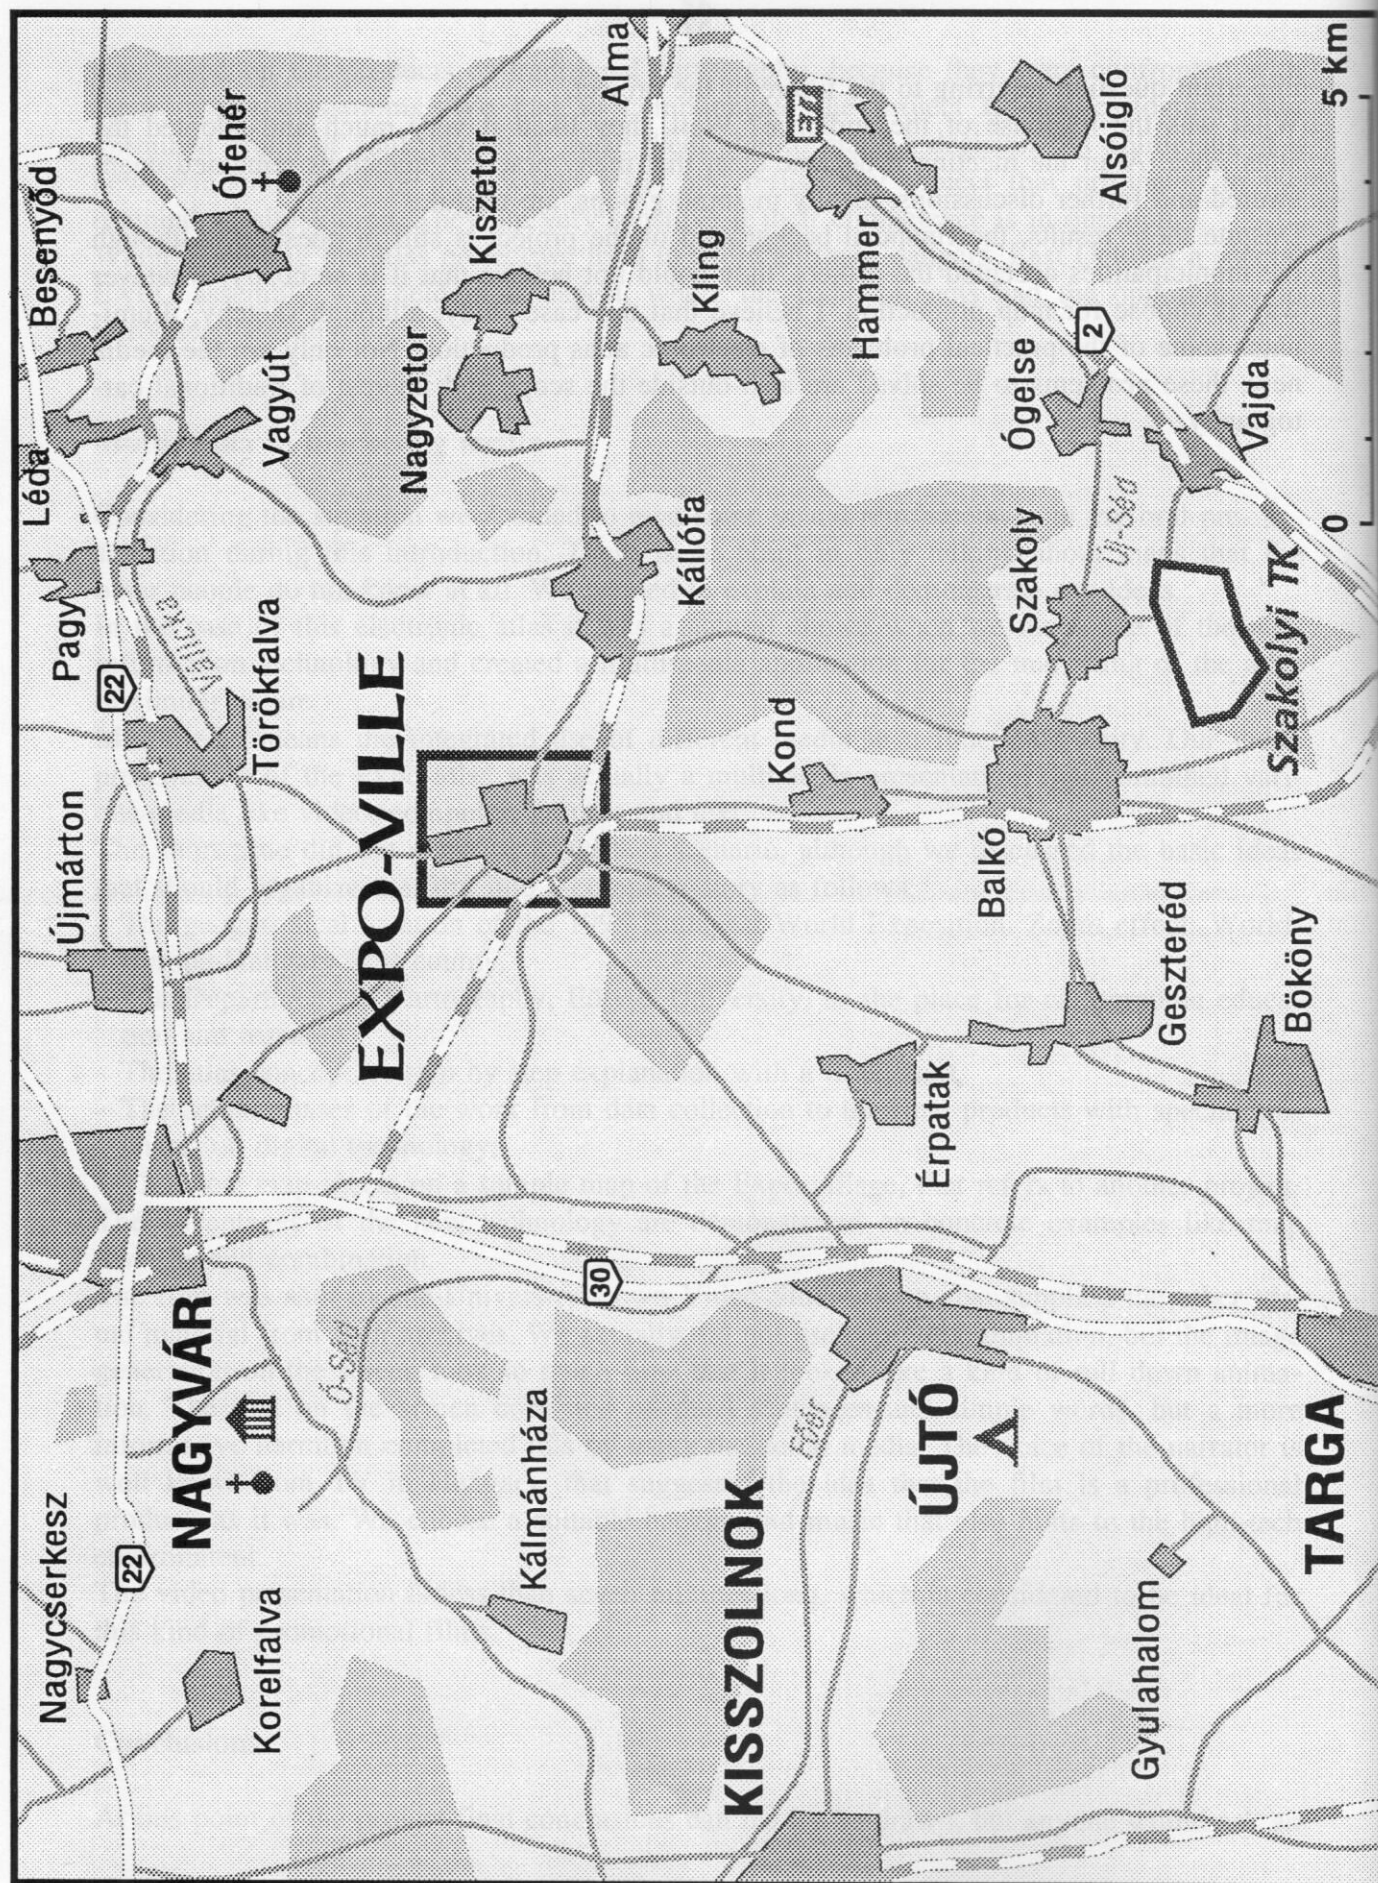 Nagycserkesz
22
Korelfalva
NAGYVÁR
Újmárton
Pagy
22
Léda
Besenyőd
Ófehér
Vagyút
Törökfalva
Valicka
Ó-Séd
Kálmánháza
EXPO-VILLE
Nagyzetor
Kiszetor
Alma
30
Kállófa
Kling
KISSZOLNOK
Főér
Kond
E77
Hammer
ÚJTÓ
Érpatak
Balkó
Szakoly
Ógelse
2
Alsóigló
Új-Séd
Gyulahalom
Geszteréd
Vajda
TARGA
Bököny
Szakolyi TK
0
5 km